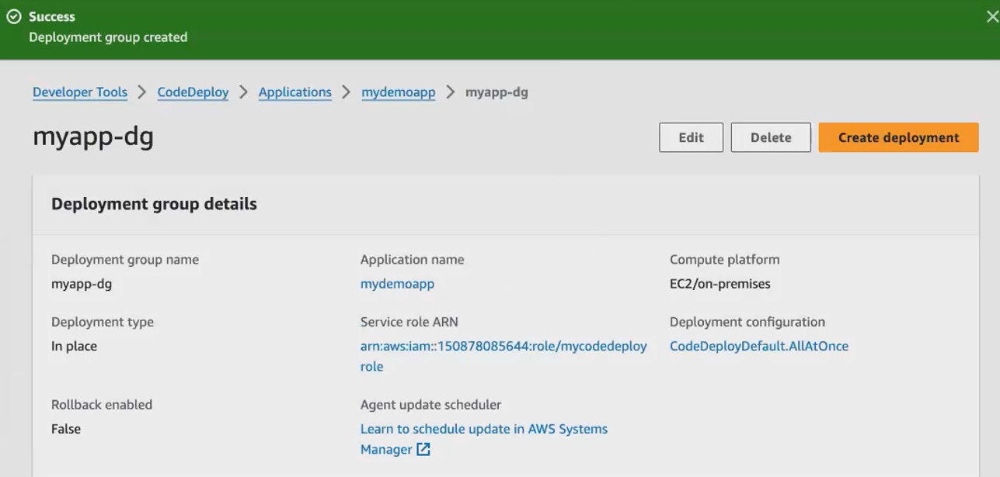 Success
Deployment group created
Developer Tools > CodeDeploy > Applications > mydemoapp > myapp-dg
myapp-dg
Edit Delete Create deployment
Deployment group details
Deployment group name Application name Compute platform
myapp-dg mydemoapp EC2/on-premises
Deployment type Service role ARN Deployment configuration
In place arn:aws:iam::150878085644:role/mycodedeploy CodeDeployDefault.AllAtOnce
role
Rollback enabled Agent update scheduler
False Learn to schedule update in AWS Systems
Manager